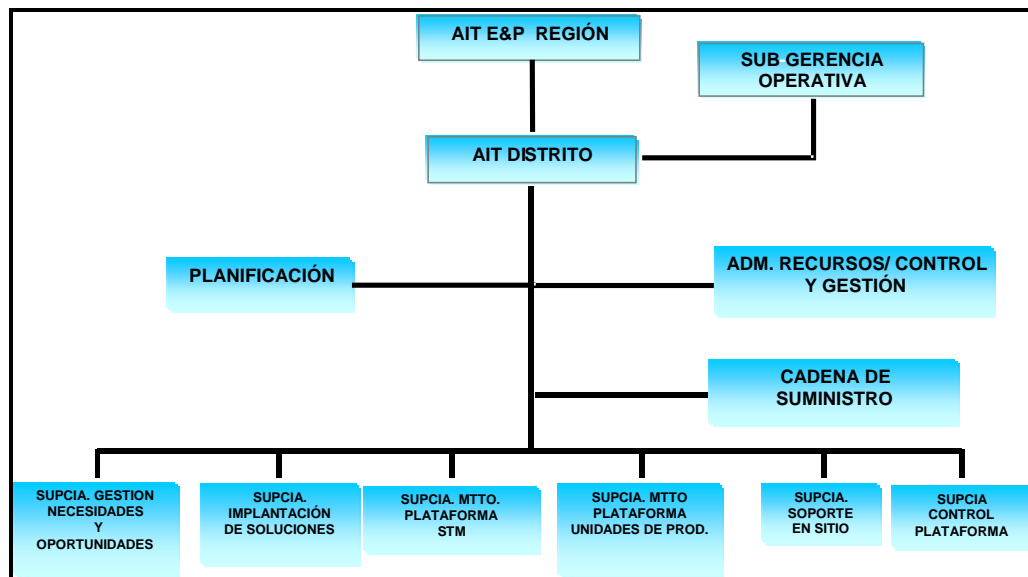 AIT E&P REGIÓN
SUB-GERENCIA
OPERATIVA
AIT DISTRITO
PLANIFICACIÓN
ADM. RECURSOS/ CONTROL
Y GESTIÓN
CADENA DE
SUMINISTRO
SUPCIA. GESTION
NECESIDADES
Y
OPORTUNIDADES
SUPCIA.
IMPLANTACIÓN
DE SOLUCIONES
SUPCIA. MTTO.
PLATAFORMA
STM
SUPCIA. MTTO
PLATAFORMA
UNIDADES DE PROD.
SUPCIA.
SOPORTE
EN SITIO
SUPCIA
CONTROL
PLATAFORMA